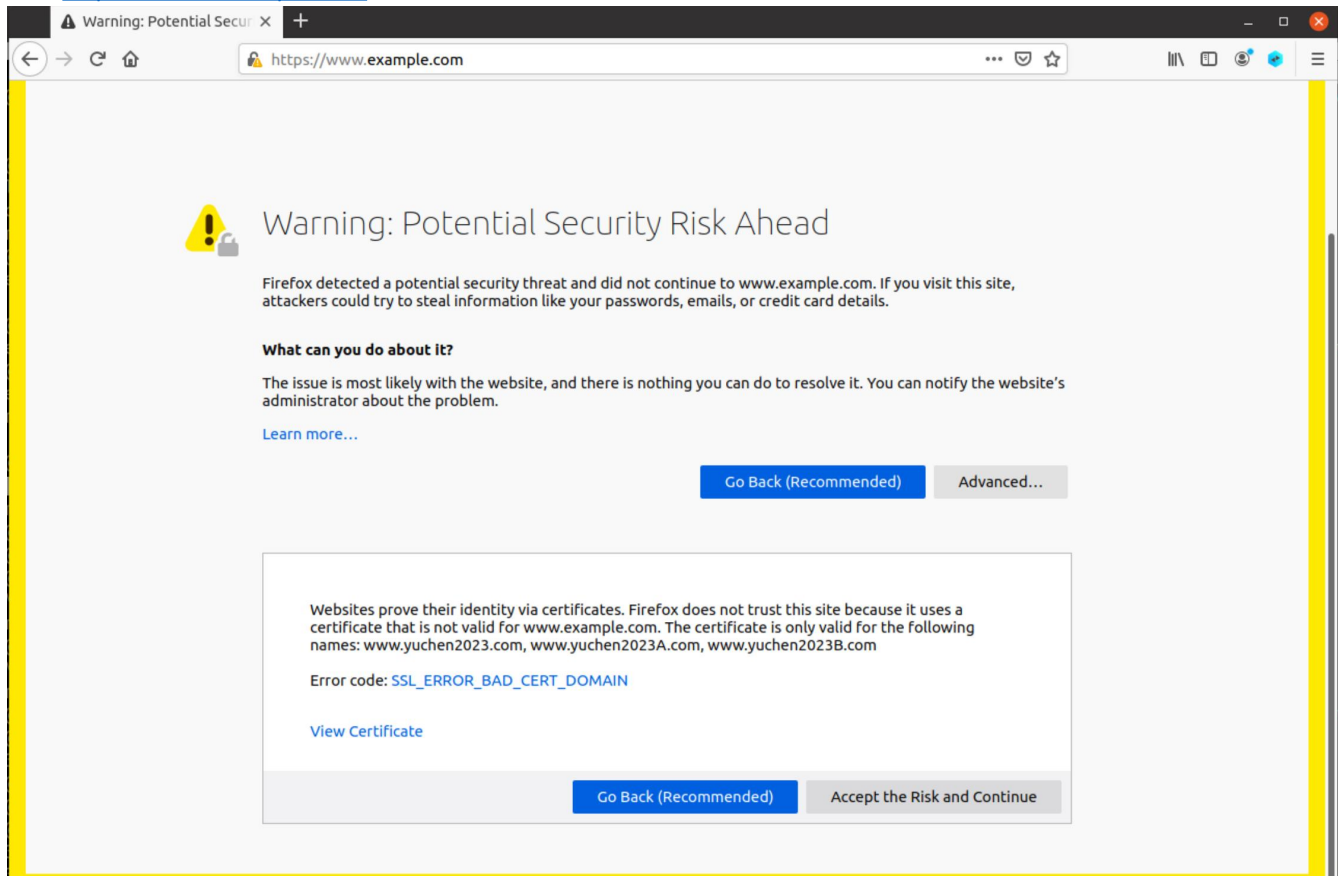 Warning: Potential Secur
https://www.example.com
Warning: Potential Security Risk Ahead
Firefox detected a potential security threat and did not continue to www.example.com. If you visit this site,
attackers could try to steal information like your passwords, emails, or credit card details.
What can you do about it?
The issue is most likely with the website, and there is nothing you can do to resolve it. You can notify the website’s
administrator about the problem.
Learn more…
Go Back (Recommended)
Advanced…
Websites prove their identity via certificates. Firefox does not trust this site because it uses a
certificate that is not valid for www.example.com. The certificate is only valid for the following
names: www.yuchen2023.com, www.yuchen2023A.com, www.yuchen2023B.com
Error code: SSL_ERROR_BAD_CERT_DOMAIN
View Certificate
Go Back (Recommended)
Accept the Risk and Continue